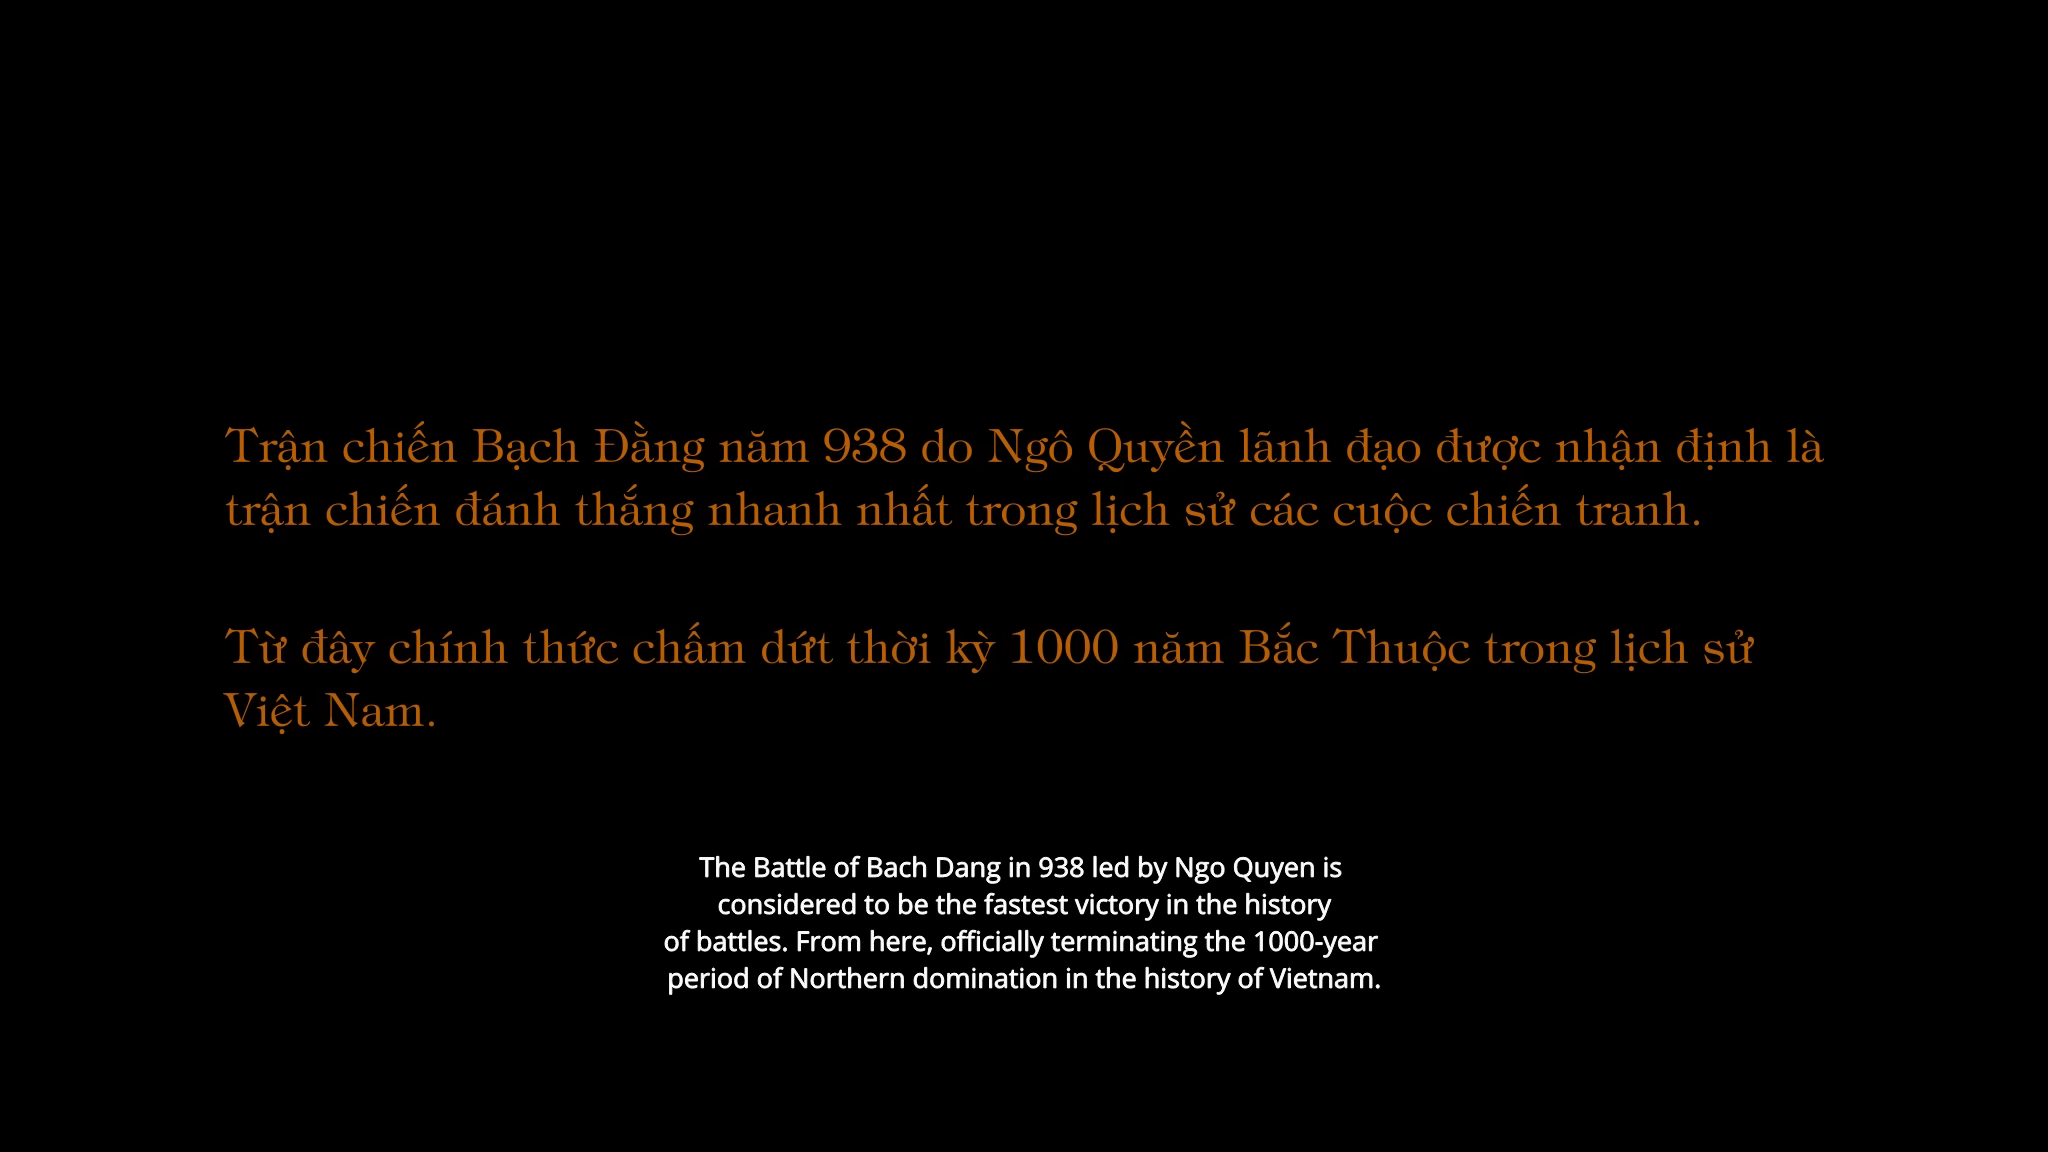 Trận chiến Bạch Đằng năm 938 do Ngô Quyền lãnh đạo được nhận định là
trận chiến đánh thắng nhanh nhất trong lịch sử các cuộc chiến tranh.
Từ đây chính thức chấm dứt thời kỳ 1000 năm Bắc Thuộc trong lịch sử
Việt Nam.
The Battle of Bach Dang in 938 led by Ngo Quyen is
considered to be the fastest victory in the history
of battles. From here, officially terminating the 1000-year
period of Northern domination in the history of Vietnam.